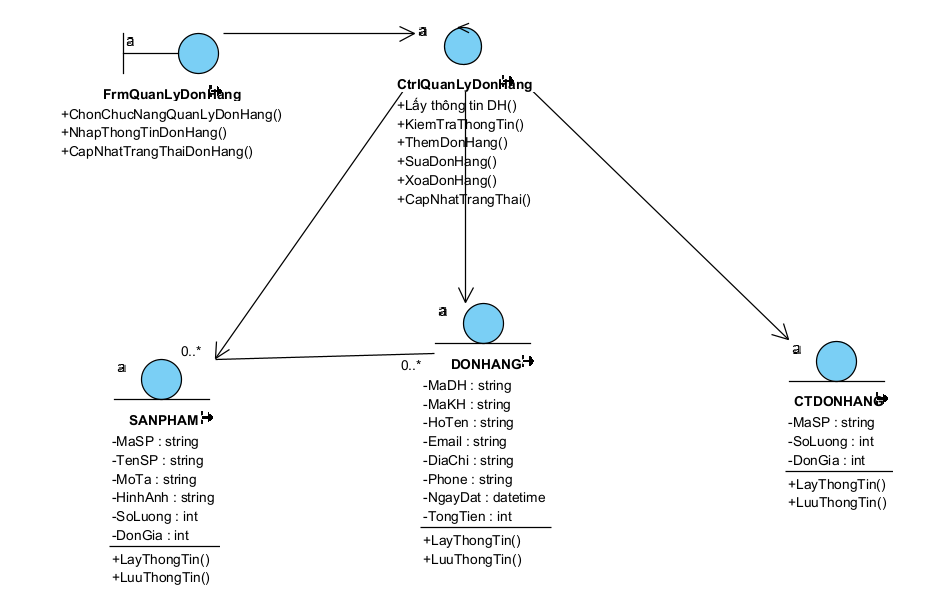 a
FrmQuanLyDonHang
+ChonChucNangQuanLyDonHang()
+NhapThongTinDonHang()
+CapNhatTrangThaiDonHang()
a
CtrlQuanLyDonHang
+Lấy thông tin DH()
+KiemTraThongTin()
+ThemDonHang()
+SuaDonHang()
+XoaDonHang()
+CapNhatTrangThai()
0..*
0..*
a
SANPHAM
-MaSP : string
-TenSP : string
-MoTa : string
-HinhAnh : string
-SoLuong : int
-DonGia : int
+LayThongTin()
+LuuThongTin()
a
DONHANG
-MaDH : string
-MaKH : string
-HoTen : string
-Email : string
-DiaChi : string
-Phone : string
-NgayDat : datetime
-TongTien : int
+LayThongTin()
+LuuThongTin()
a
CTDONHANG
-MaSP : string
-SoLuong : int
-DonGia : int
+LayThongTin()
+LuuThongTin()